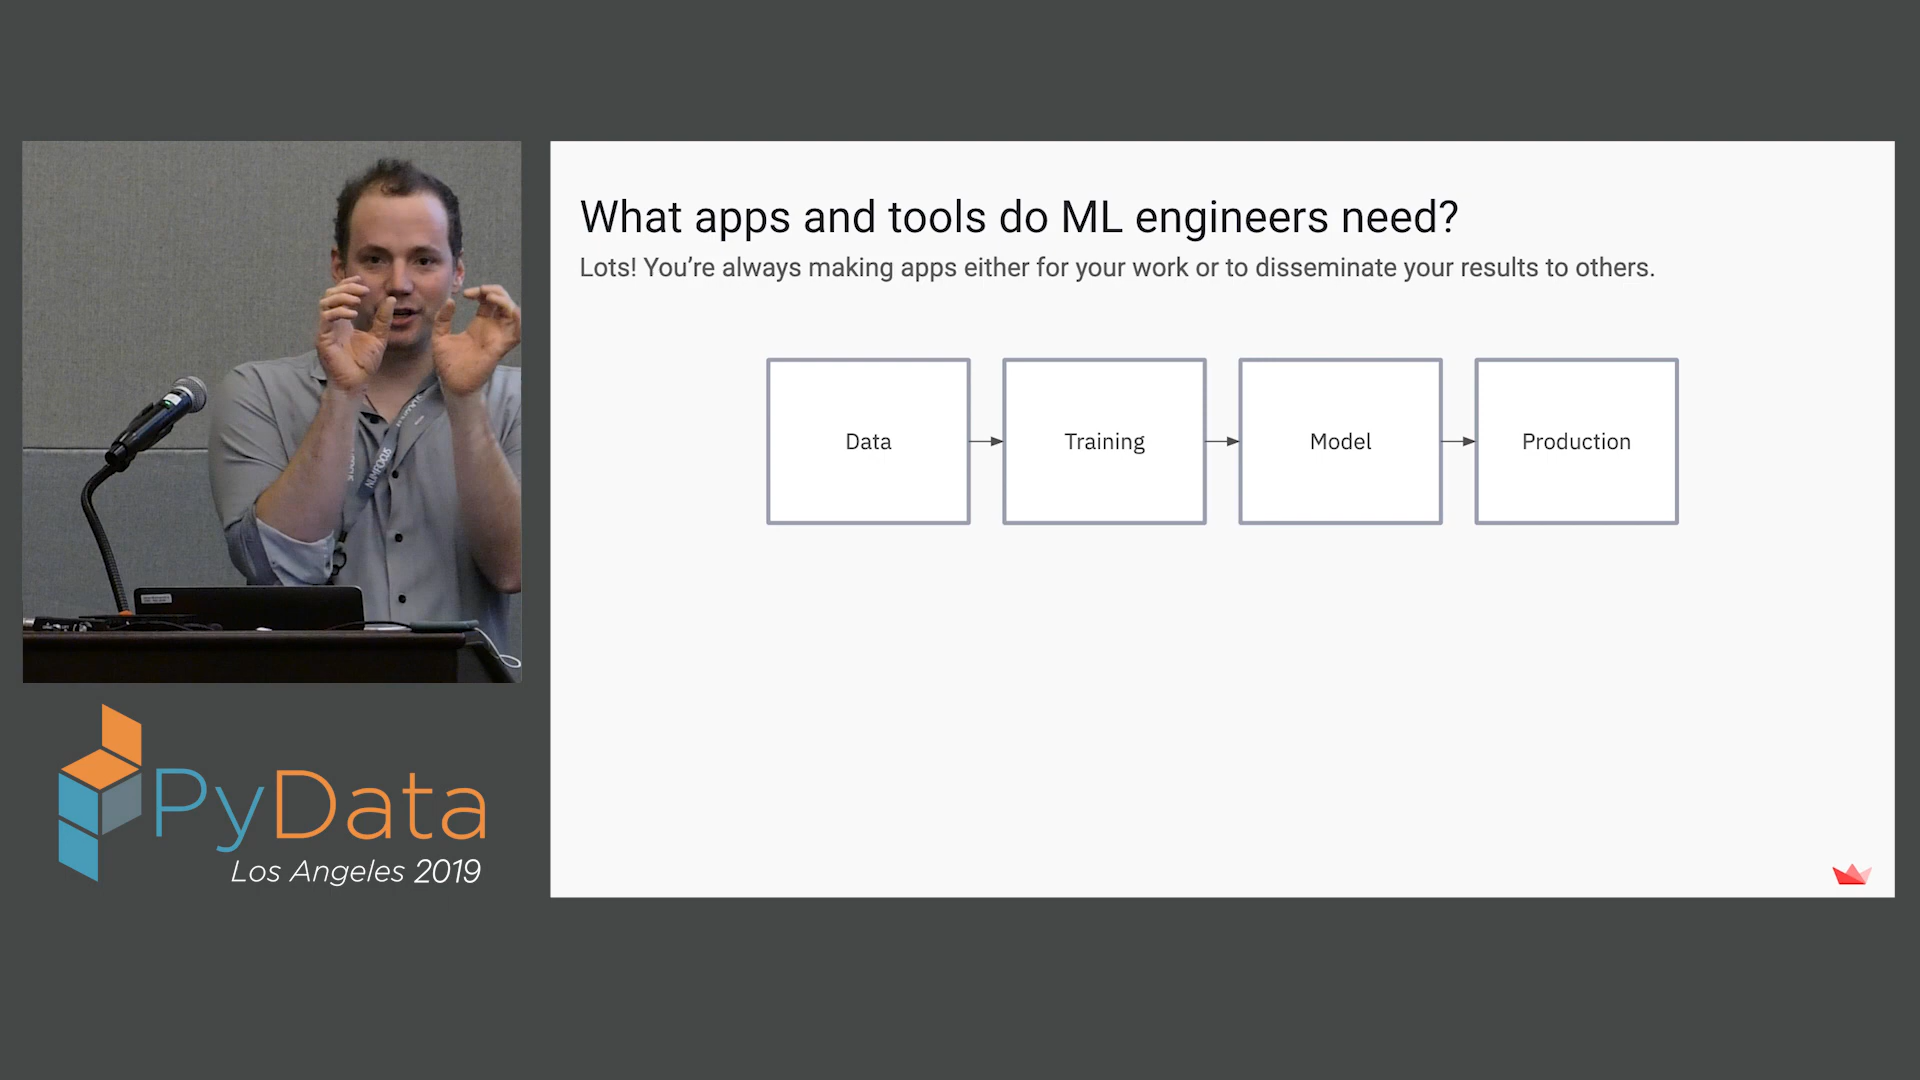 What apps and tools do ML engineers need?
Lots! You’re always making apps either for your work or to disseminate your results to others.
Data
Training
Model
Production
NUMFOCUS
PyData
Los Angeles 2019